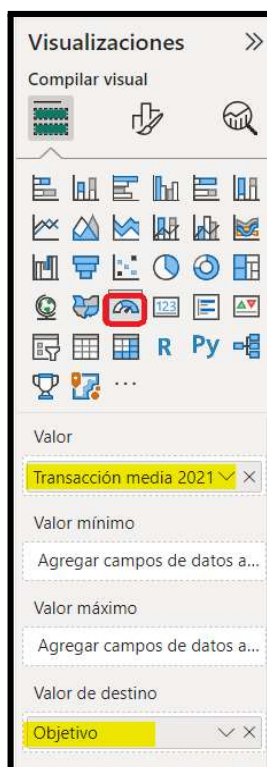 Visualizaciones
Compilar visual
123
R Py
Valor
Transacción media 2021
Valor mínimo
Agregar campos de datos a...
Valor máximo
Agregar campos de datos a...
Valor de destino
Objetivo